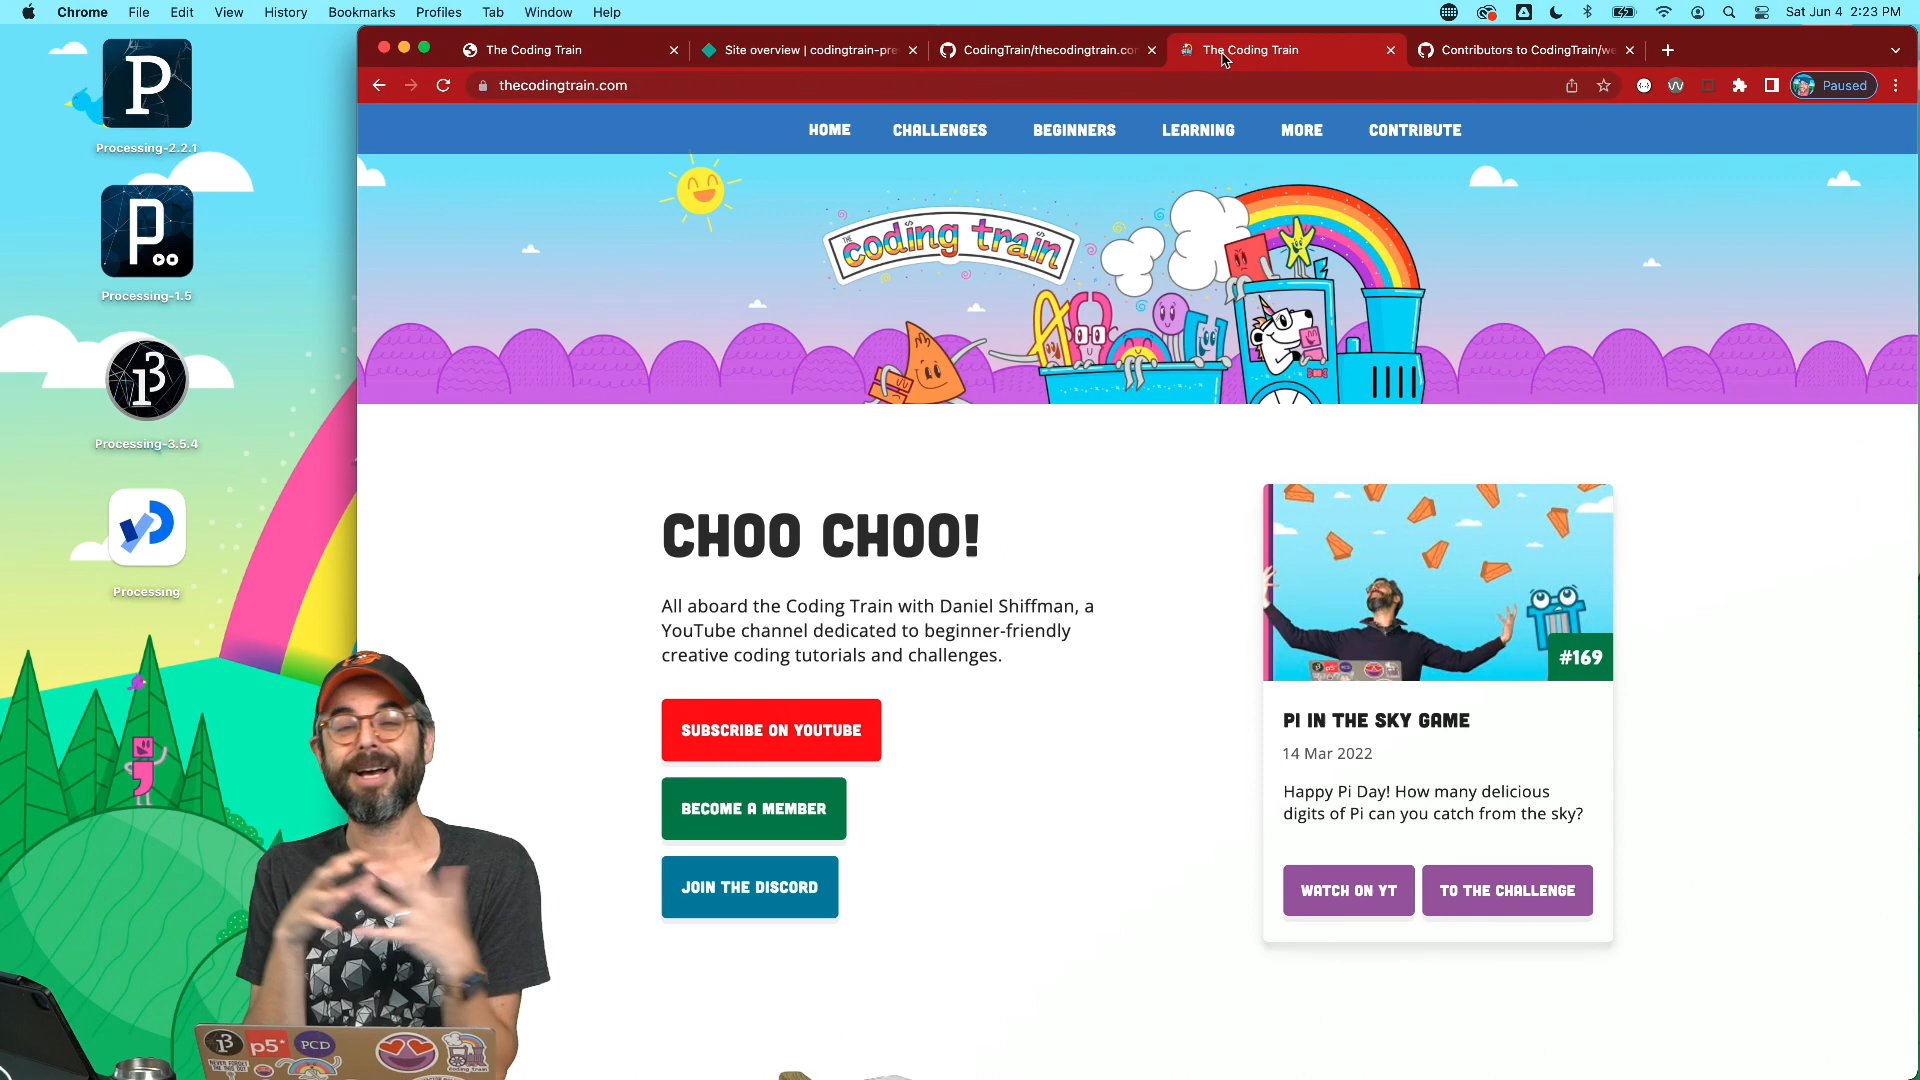 Chrome File Edit View History Bookmarks Profiles Tab Window Help
Sat Jun 4 2:23 PM
The Coding Train
Site overview | codingtrain-pre
CodingTrain/thecodingtrain.co
The Coding Train
Contributors to CodingTrain/we
thecodingtrain.com
Paused
HOME CHALLENGES BEGINNERS LEARNING MORE CONTRIBUTE
THE coding train
Processing-2.2.1
Processing-1.5
Processing-3.5.4
Processing
CHOO CHOO!
All aboard the Coding Train with Daniel Shiffman, a
YouTube channel dedicated to beginner-friendly
creative coding tutorials and challenges.
SUBSCRIBE ON YOUTUBE
BECOME A MEMBER
JOIN THE DISCORD
#169
PI IN THE SKY GAME
14 Mar 2022
Happy Pi Day! How many delicious
digits of Pi can you catch from the sky?
WATCH ON YT
TO THE CHALLENGE
p5*
PCD
coding train